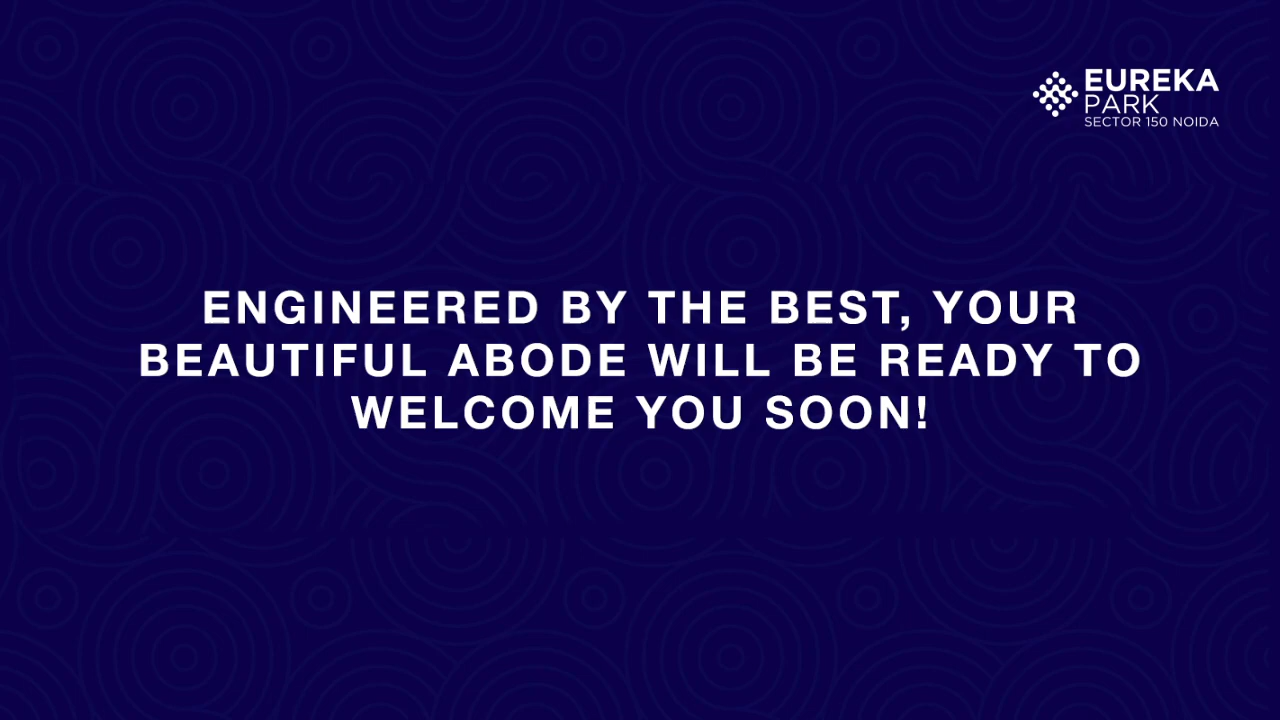 EUREKA
PARK
SECTOR 150 NOIDA
ENGINEERED BY THE BEST, YOUR
BEAUTIFUL ABODE WILL BE READY TO
WELCOME YOU SOON!